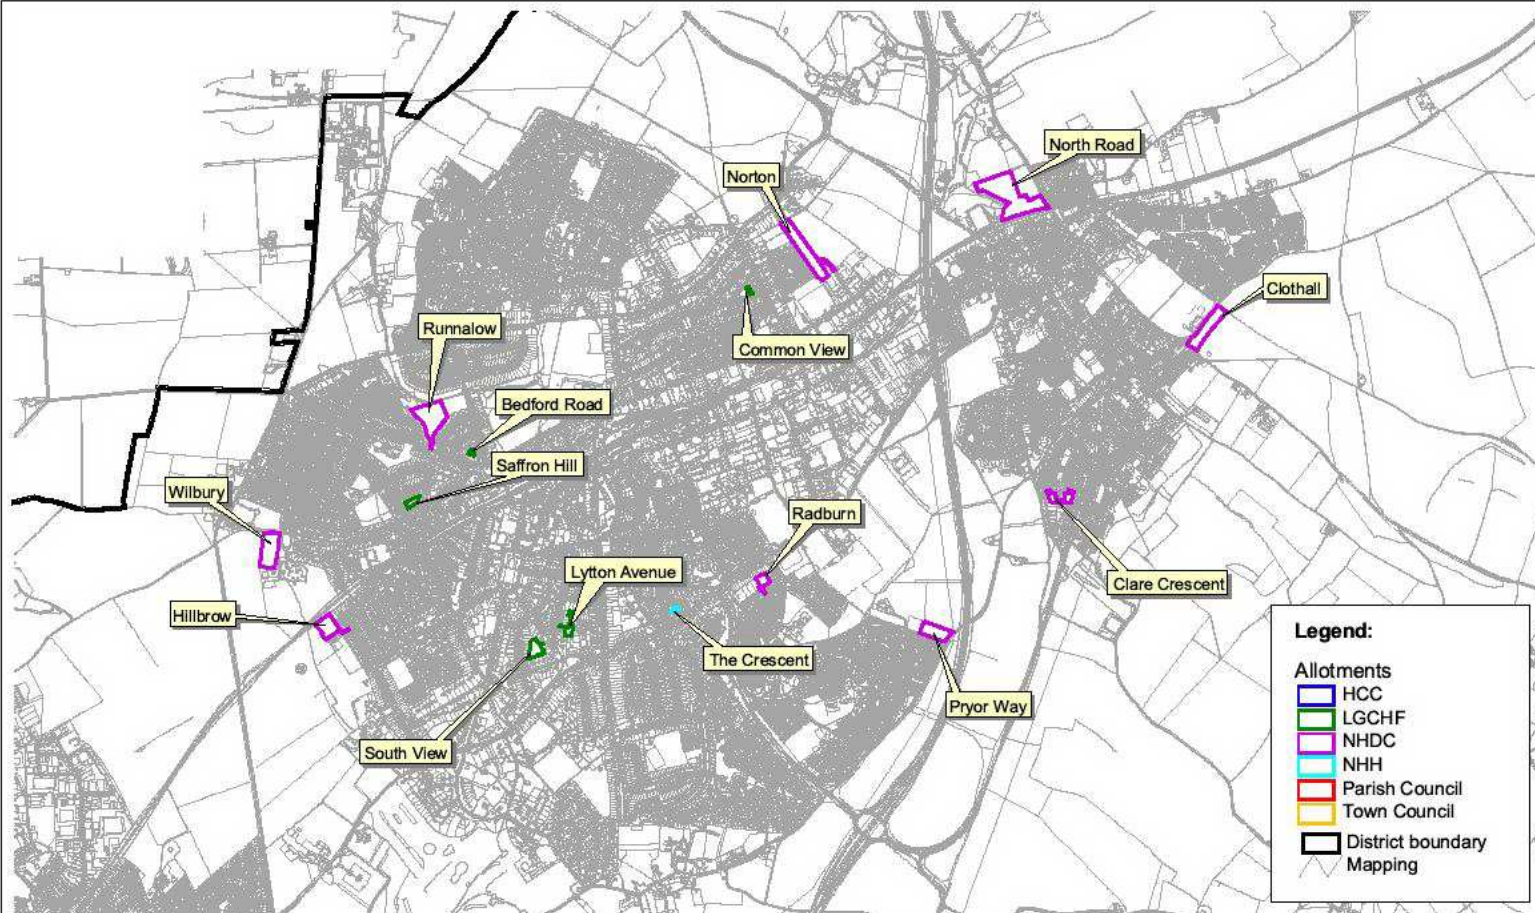 North Road
Norton
Clothall
Runnalow
Common View
Bedford Road
Saffron Hill
Wilbury
Radburn
Lytton Avenue
Clare Crescent
Hillbrow
The Crescent
Pryor Way
South View
Legend:
Allotments
HCC
LGCHF
NHDC
NHH
Parish Council
Town Council
District boundary
Mapping